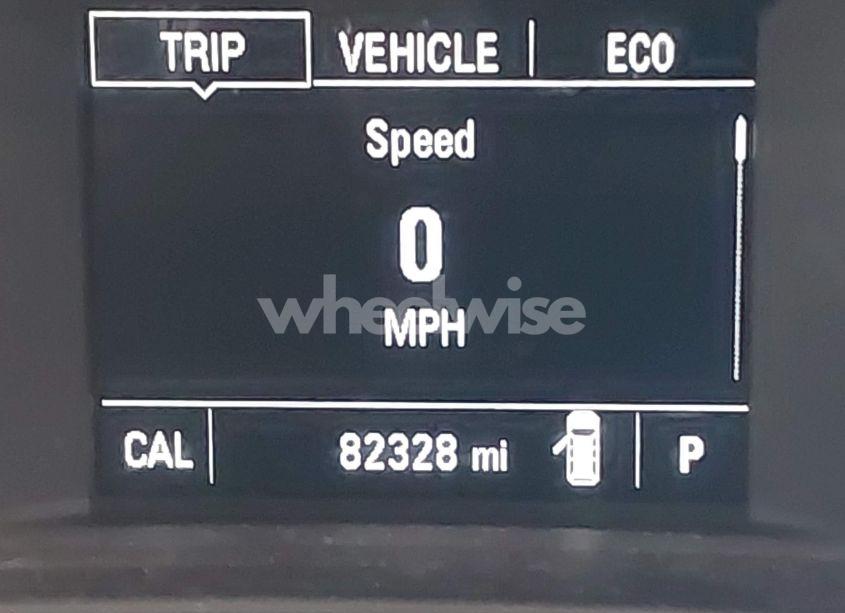 TRIP VEHICLE ECO
Speed
0
wheelwise
MPH
CAL 82328 mi P